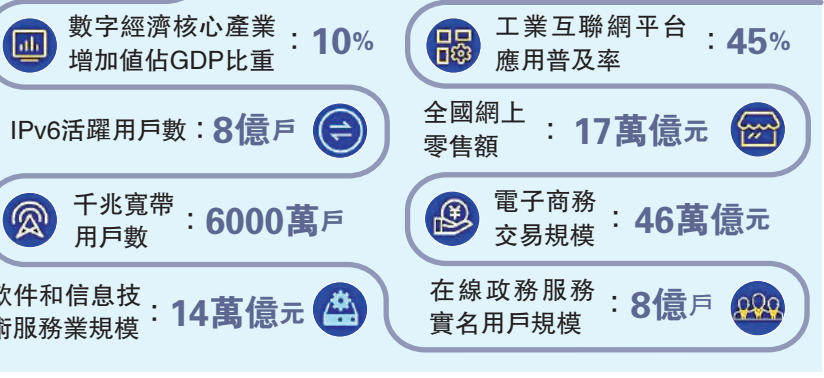 數字經濟核心產業
增加值佔GDP比重
：10%
IPv6活躍用戶數：8億戶
千兆寬帶
用戶數
：6000萬戶
軟件和信息技
術服務業規模
：14萬億元
工業互聯網平台
應用普及率
：45%
全國網上
零售額
：17萬億元
電子商務
交易規模
：46萬億元
在線政務服務
實名用戶規模
：8億戶